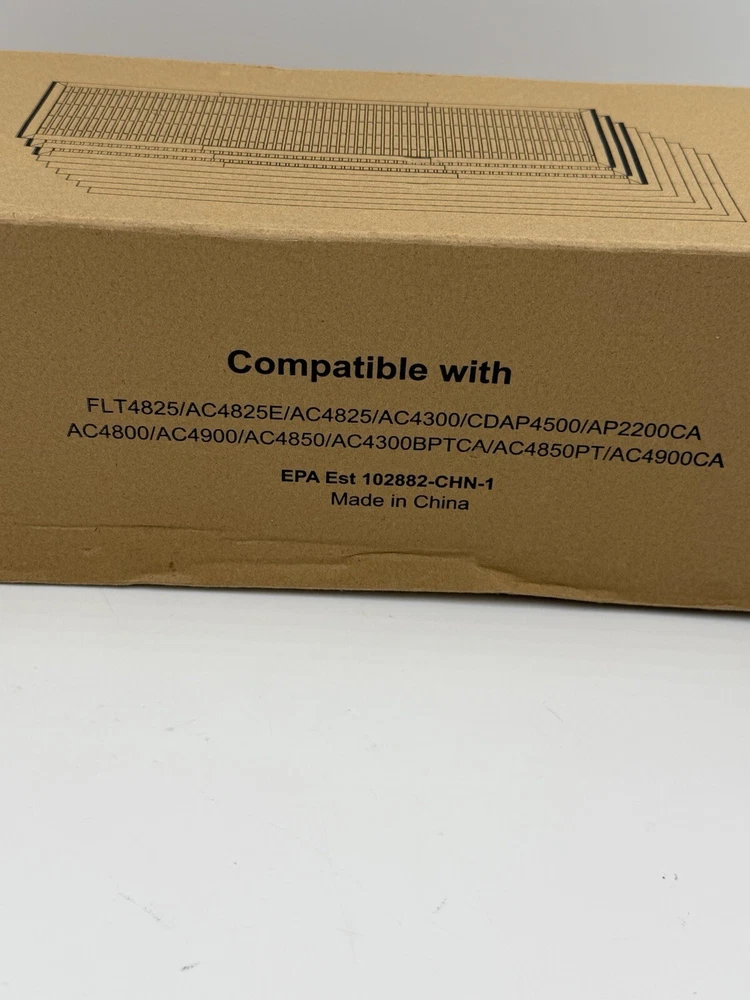 Compatible with
FLT4825/AC4825E/AC4825/AC4300/CDAP4500/AP2200CA
AC4800/AC4900/AC4850/AC4300BPTCA/AC4850PT/AC4900CA
EPA Est 102882-CHN-1
Made in China